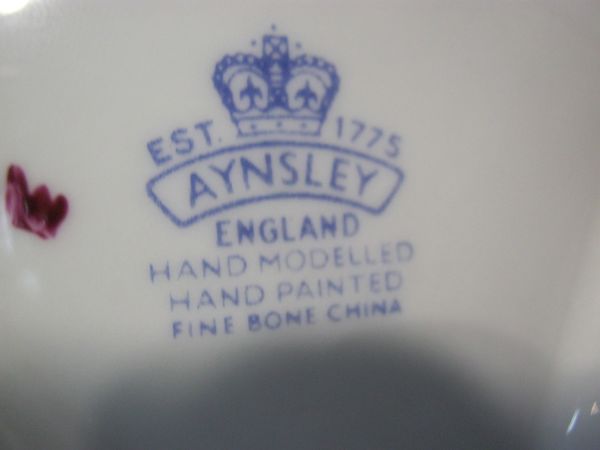 EST. 1775
AYNSLEY
ENGLAND
HAND MODELLED
HAND PAINTED
FINE BONE CHINA